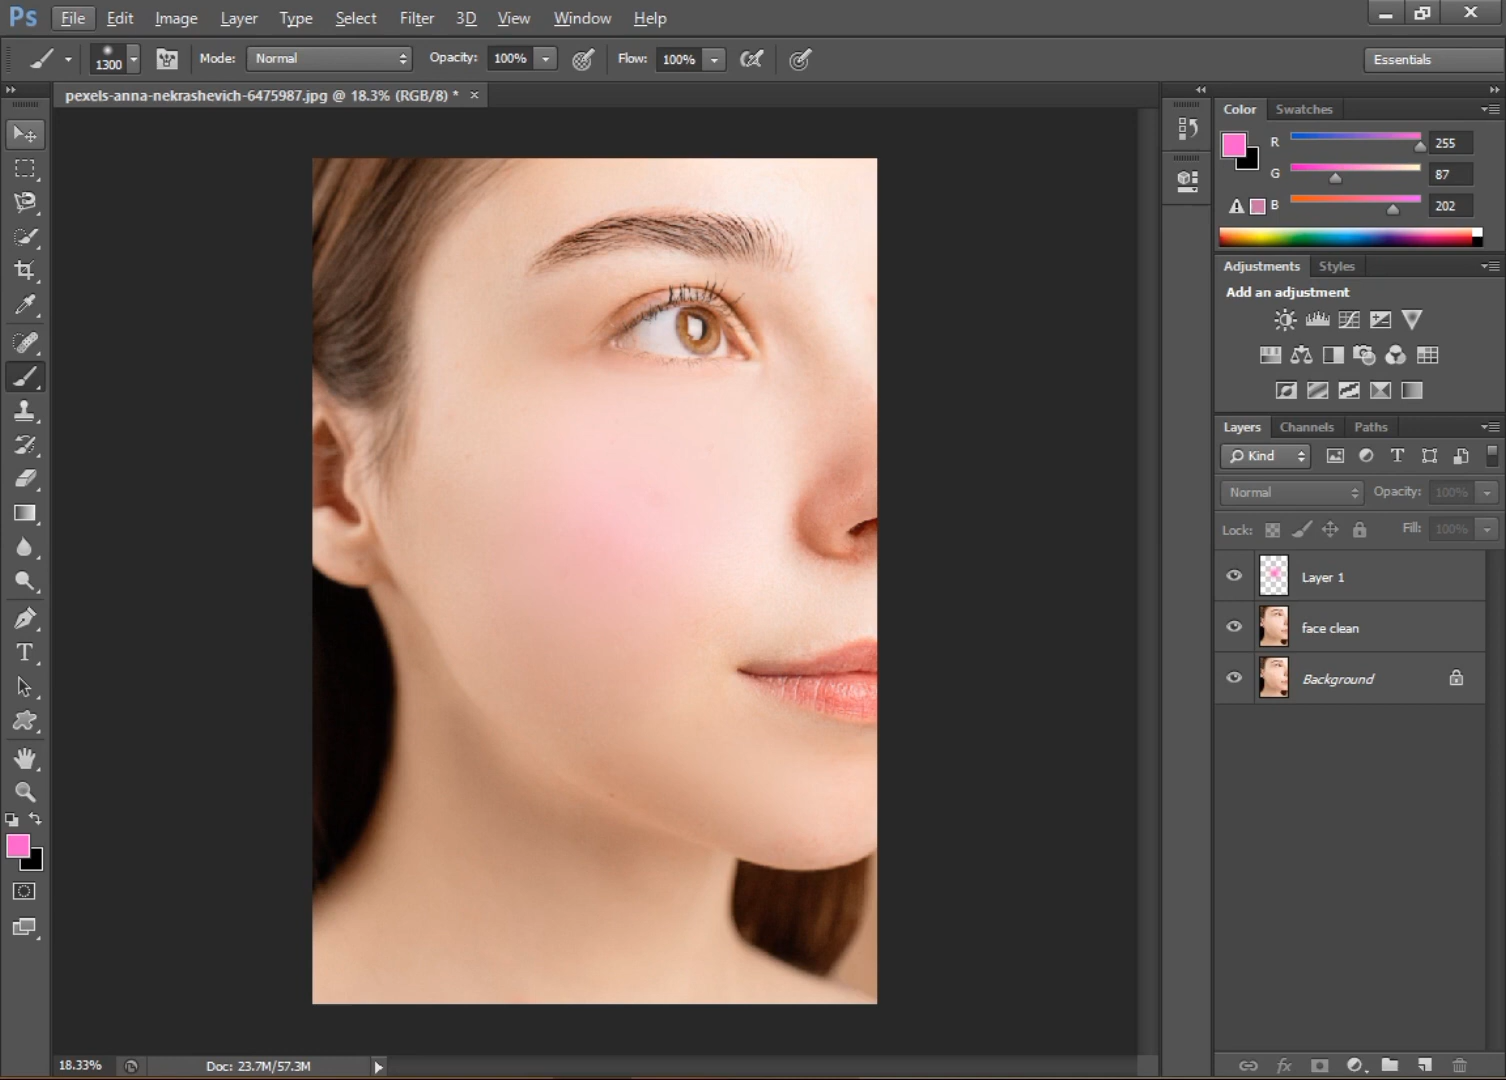 Ps File Edit Image Layer Type Select Filter 3D View Window Help
1300 Mode: Normal Opacity: 100% Flow: 100% Essentials
pexels-anna-nekrashevich-6475987.jpg @ 18.3% (RGB/8) * ×
Color Swatches
R 255
G 87
B 202
Adjustments Styles
Add an adjustment
Layers Channels Paths
Kind
Normal Opacity: 100%
Lock: Fill: 100%
Layer 1
face clean
Background
18.33% Doc: 23.7M/57.3M